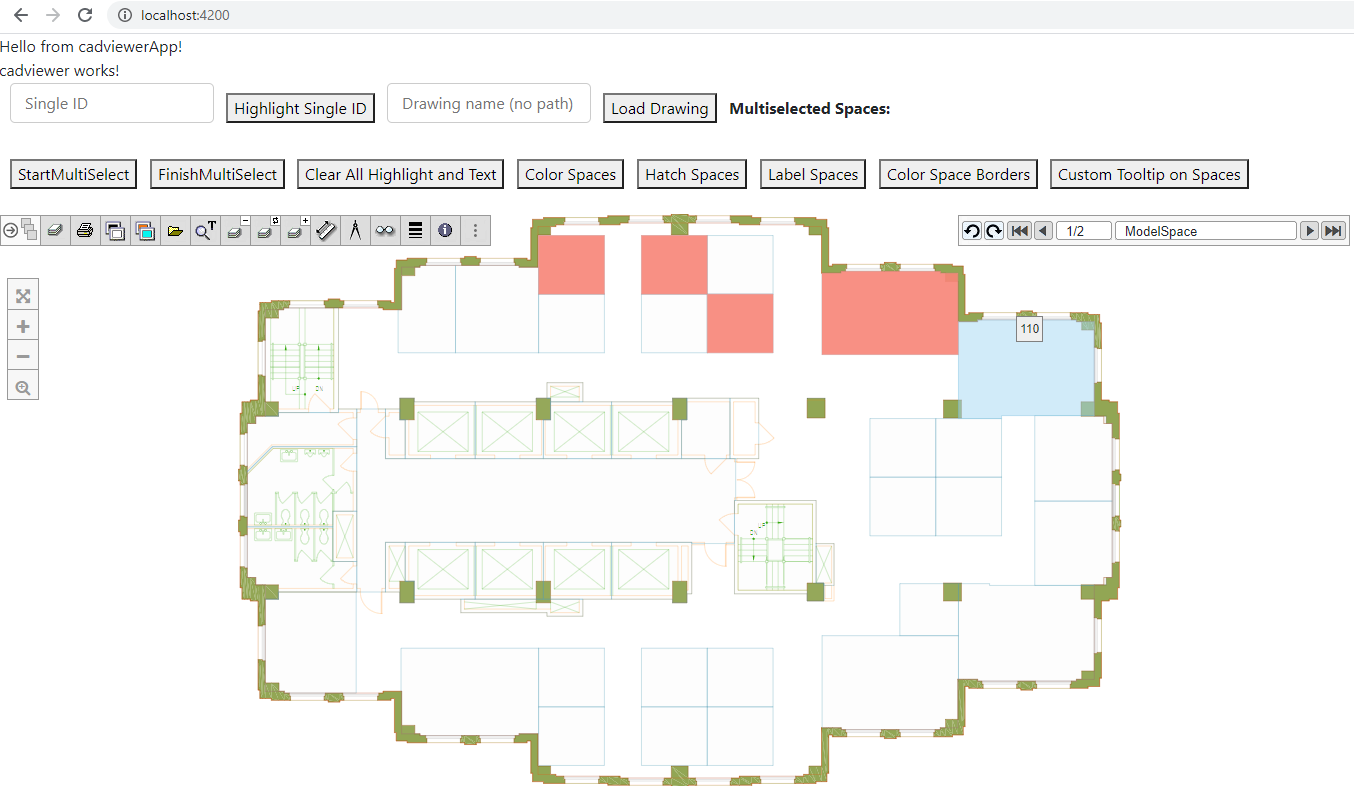 localhost:4200
Hello from cadviewerApp!
cadviewer works!
Single ID Highlight Single ID Drawing name (no path) Load Drawing Multiselected Spaces:
StartMultiSelect FinishMultiSelect Clear All Highlight and Text Color Spaces Hatch Spaces Label Spaces Color Space Borders Custom Tooltip on Spaces
1/2 ModelSpace
110
DN